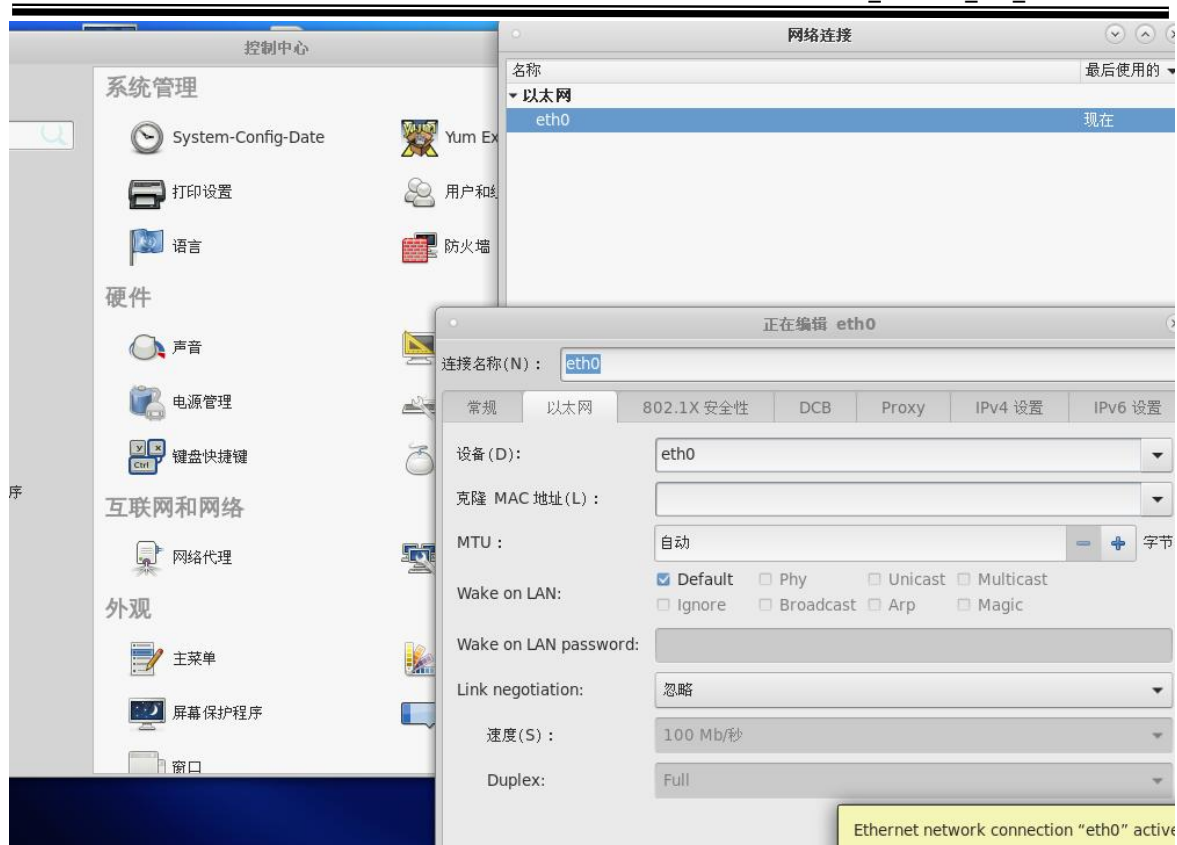 控制中心
系统管理
System-Config-Date
Yum Ex
打印设置
用户和
语言
防火墙
硬件
声音
电源管理
键盘快捷键
序
互联网和网络
网络代理
外观
主菜单
屏幕保护程序
窗口
网络连接
名称
最后使用的
以太网
eth0
现在
正在编辑 eth0
连接名称(N)：
eth0
常规
以太网
802.1X 安全性
DCB
Proxy
IPv4 设置
IPv6 设置
设备(D):
eth0
克隆 MAC 地址(L)：
MTU：
自动
字节
Wake on LAN:
Default
Phy
Unicast
Multicast
Ignore
Broadcast
Arp
Magic
Wake on LAN password:
Link negotiation:
忽略
速度(S)：
100 Mb/秒
Duplex:
Full
Ethernet network connection “eth0” active